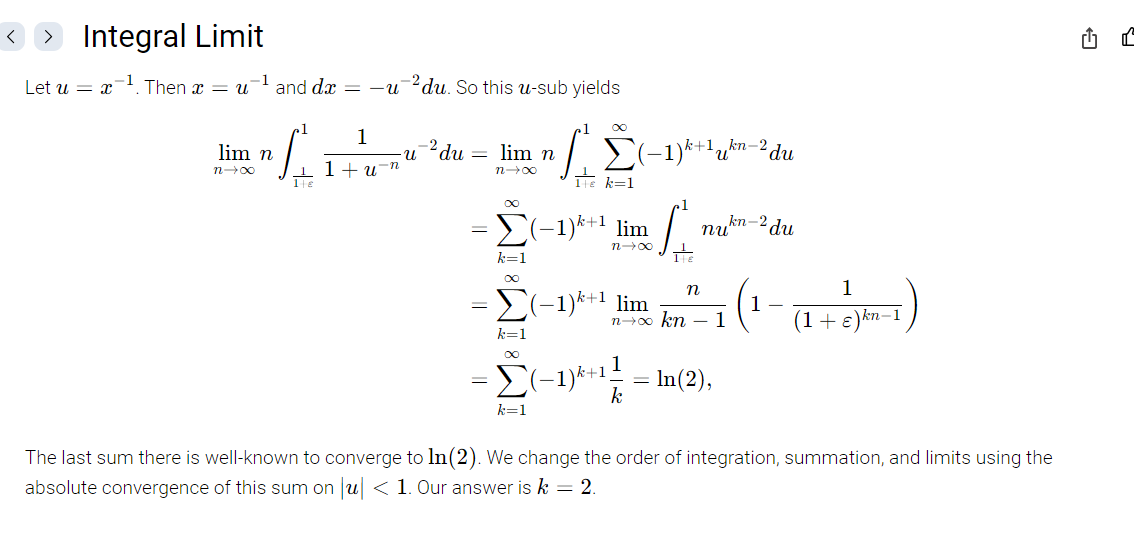 Integral Limit
Let $u = x^{-1}$. Then $x = u^{-1}$ and $dx = -u^{-2}du$. So this $u$-sub yields
$\lim_{n\to\infty} n \int_{\frac{1}{1+\varepsilon}}^{1} \frac{1}{1+u^{-n}} u^{-2} du = \lim_{n\to\infty} n \int_{\frac{1}{1+\varepsilon}}^{1} \sum_{k=1}^{\infty} (-1)^{k+1} u^{kn-2} du$
$= \sum_{k=1}^{\infty} (-1)^{k+1} \lim_{n\to\infty} \int_{\frac{1}{1+\varepsilon}}^{1} n u^{kn-2} du$
$= \sum_{k=1}^{\infty} (-1)^{k+1} \lim_{n\to\infty} \frac{n}{kn-1} \left(1 - \frac{1}{(1+\varepsilon)^{kn-1}}\right)$
$= \sum_{k=1}^{\infty} (-1)^{k+1} \frac{1}{k} = \ln(2),$
The last sum there is well-known to converge to $\ln(2)$. We change the order of integration, summation, and limits using the
absolute convergence of this sum on $|u| < 1$. Our answer is $k = 2$.